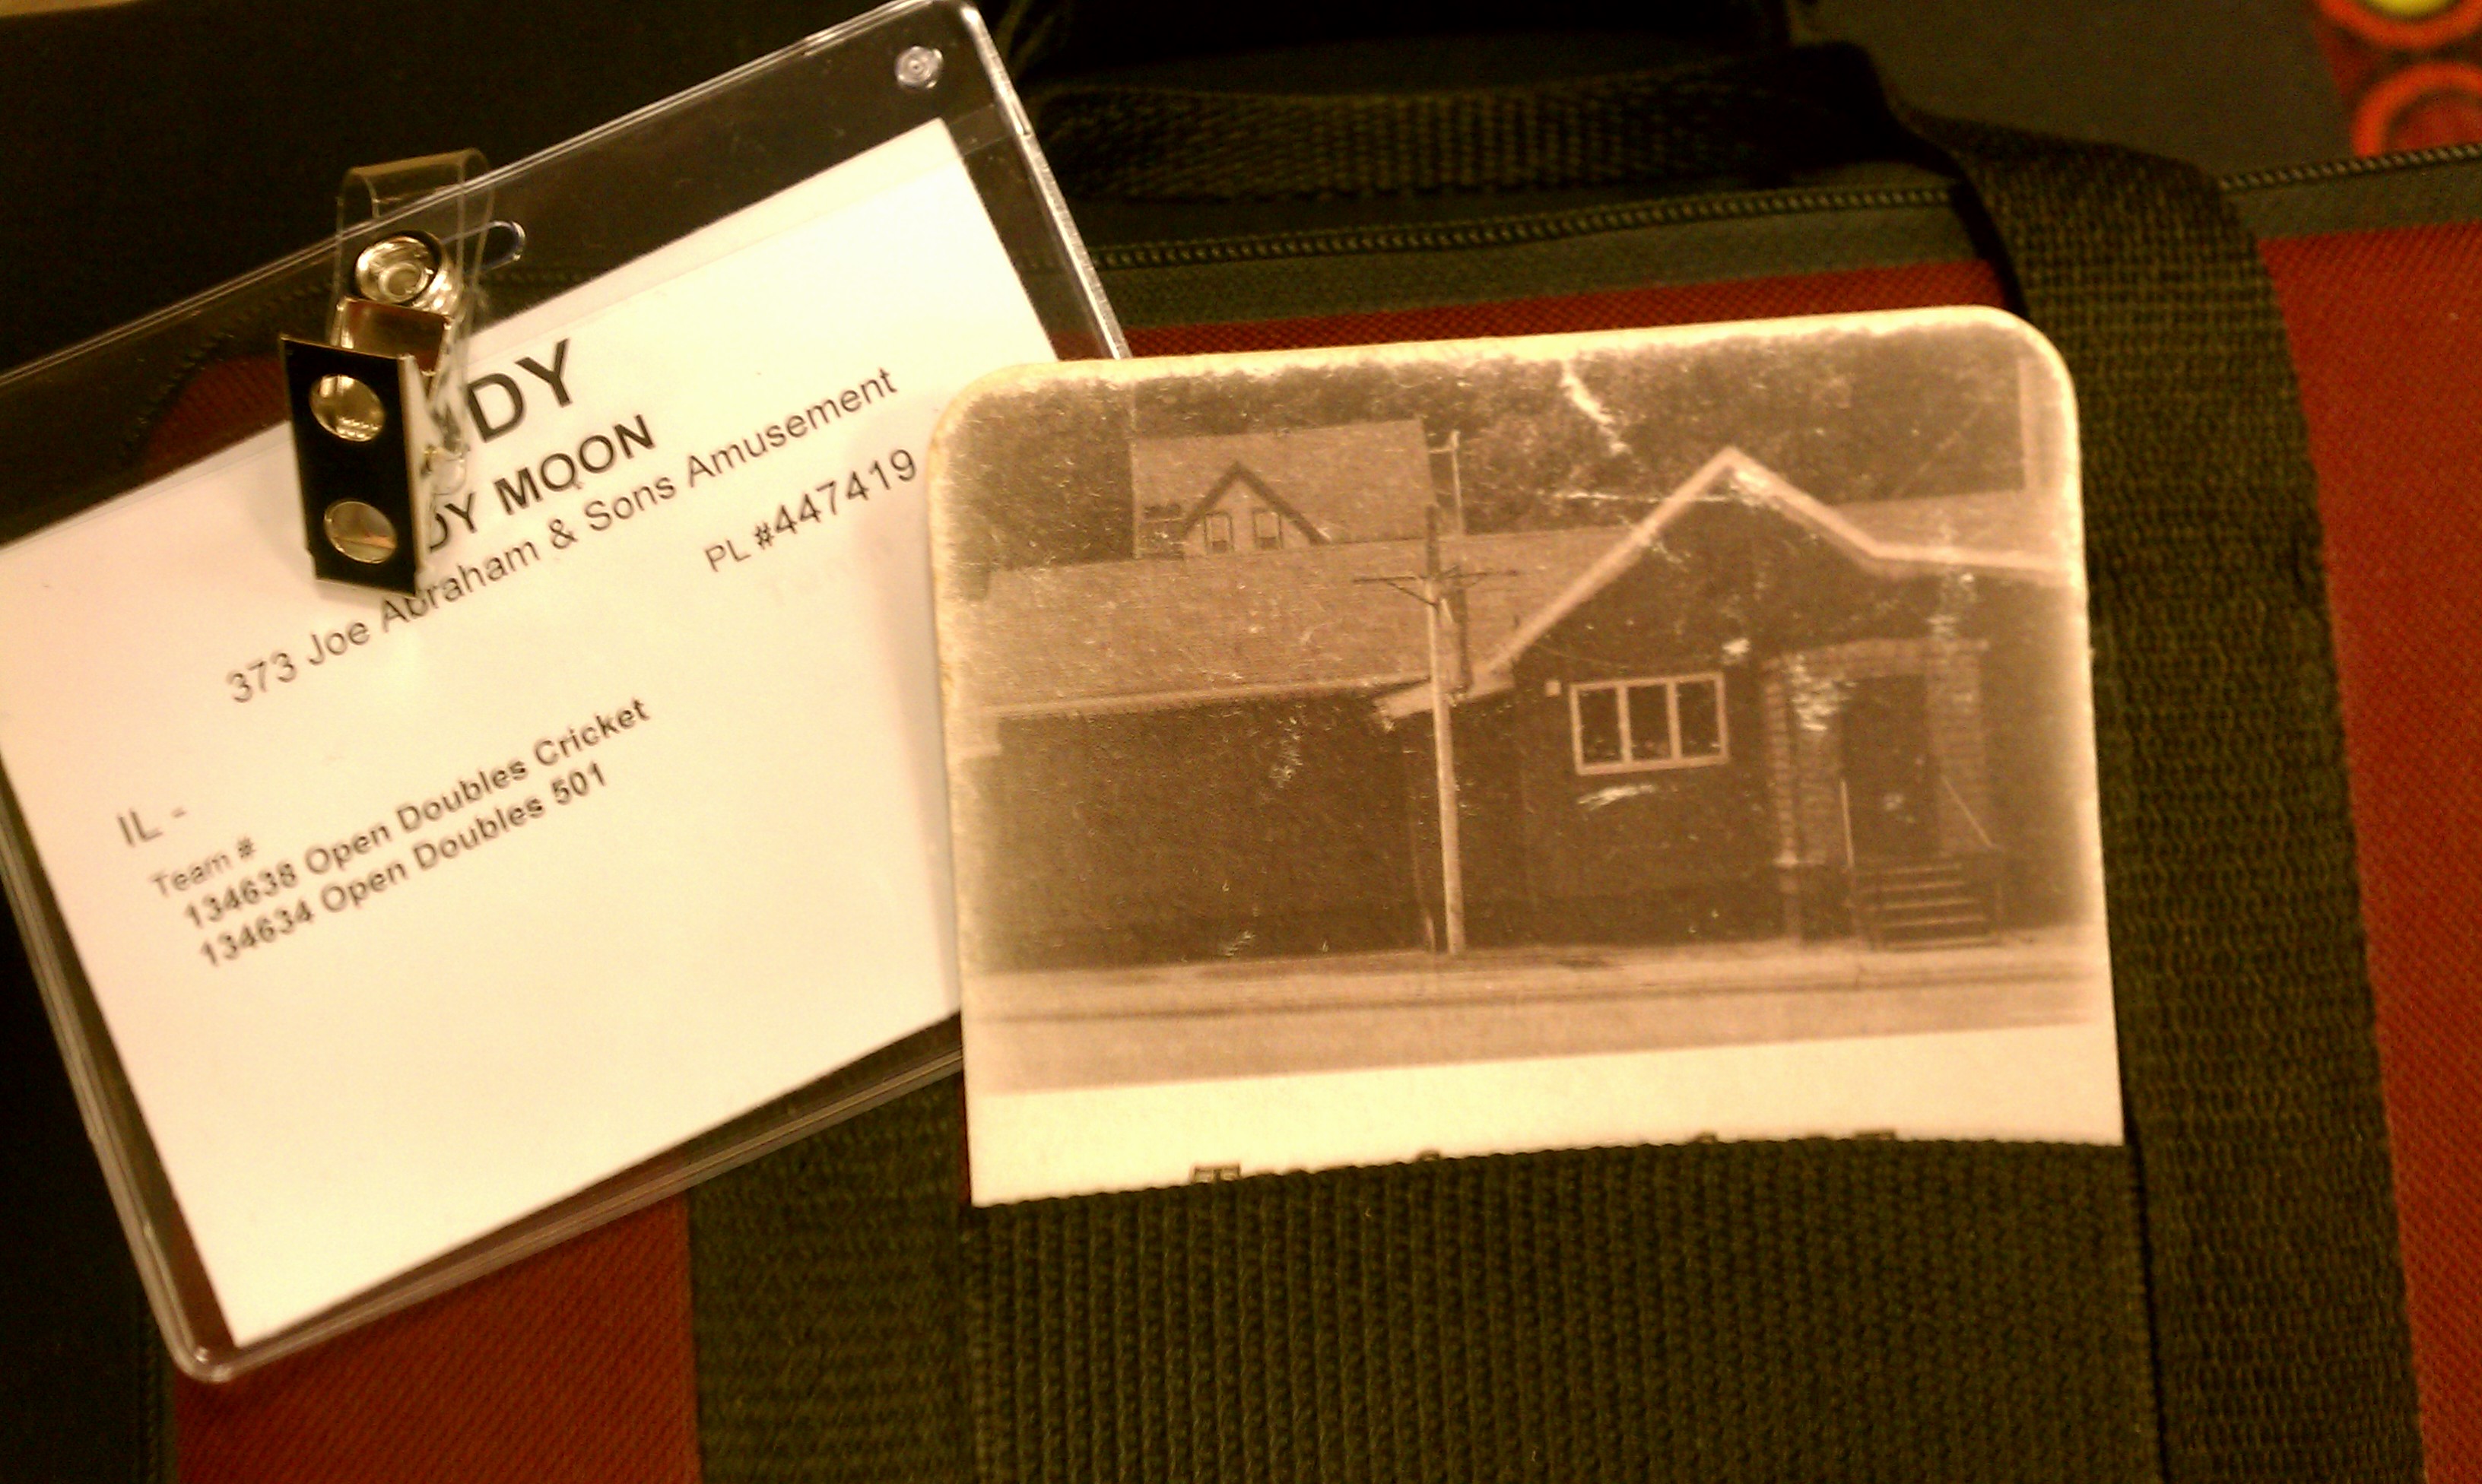 DY
DY MOON
373 Joe Abraham & Sons Amusement
PL #447419
IL -
Team #
134638 Open Doubles Cricket
134634 Open Doubles 501